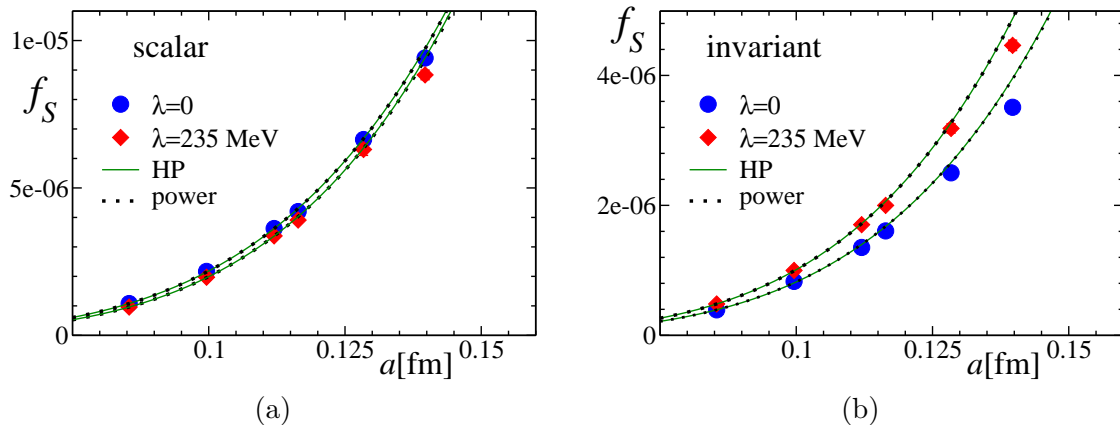 1e-05
scalar
f_S
λ=0
λ=235 MeV
HP
power
5e-06
0
0.1
0.125
0.15
a[fm]
(a)
f_S
invariant
4e-06
λ=0
λ=235 MeV
HP
power
2e-06
0
0.1
0.125
0.15
a[fm]
(b)